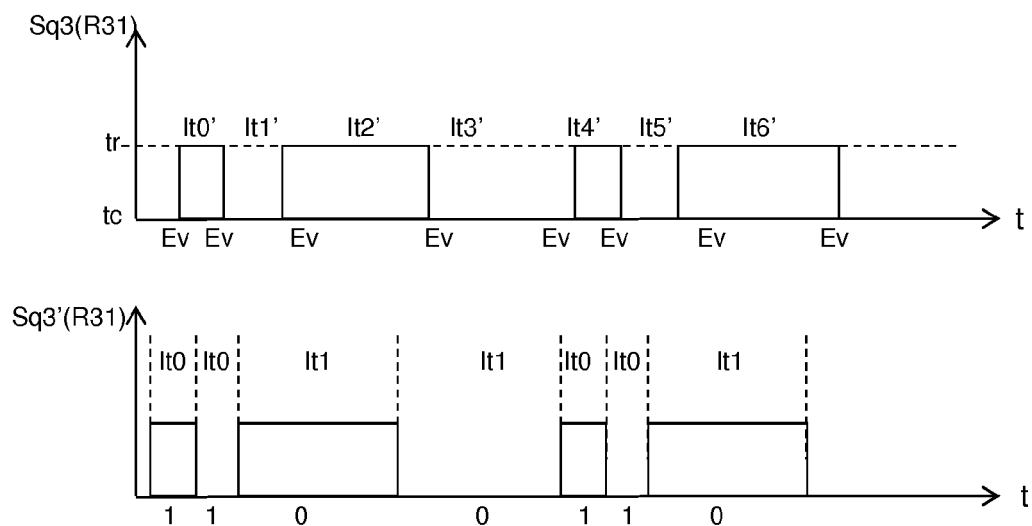 Sq3(R31)
It0’ It1’ It2’ It3’ It4’ It5’ It6’
tr
tc
t
Ev Ev Ev Ev Ev Ev Ev Ev
Sq3’(R31)
It0 It0 It1 It1 It0 It0 It1
t
1 1 0 0 1 1 0